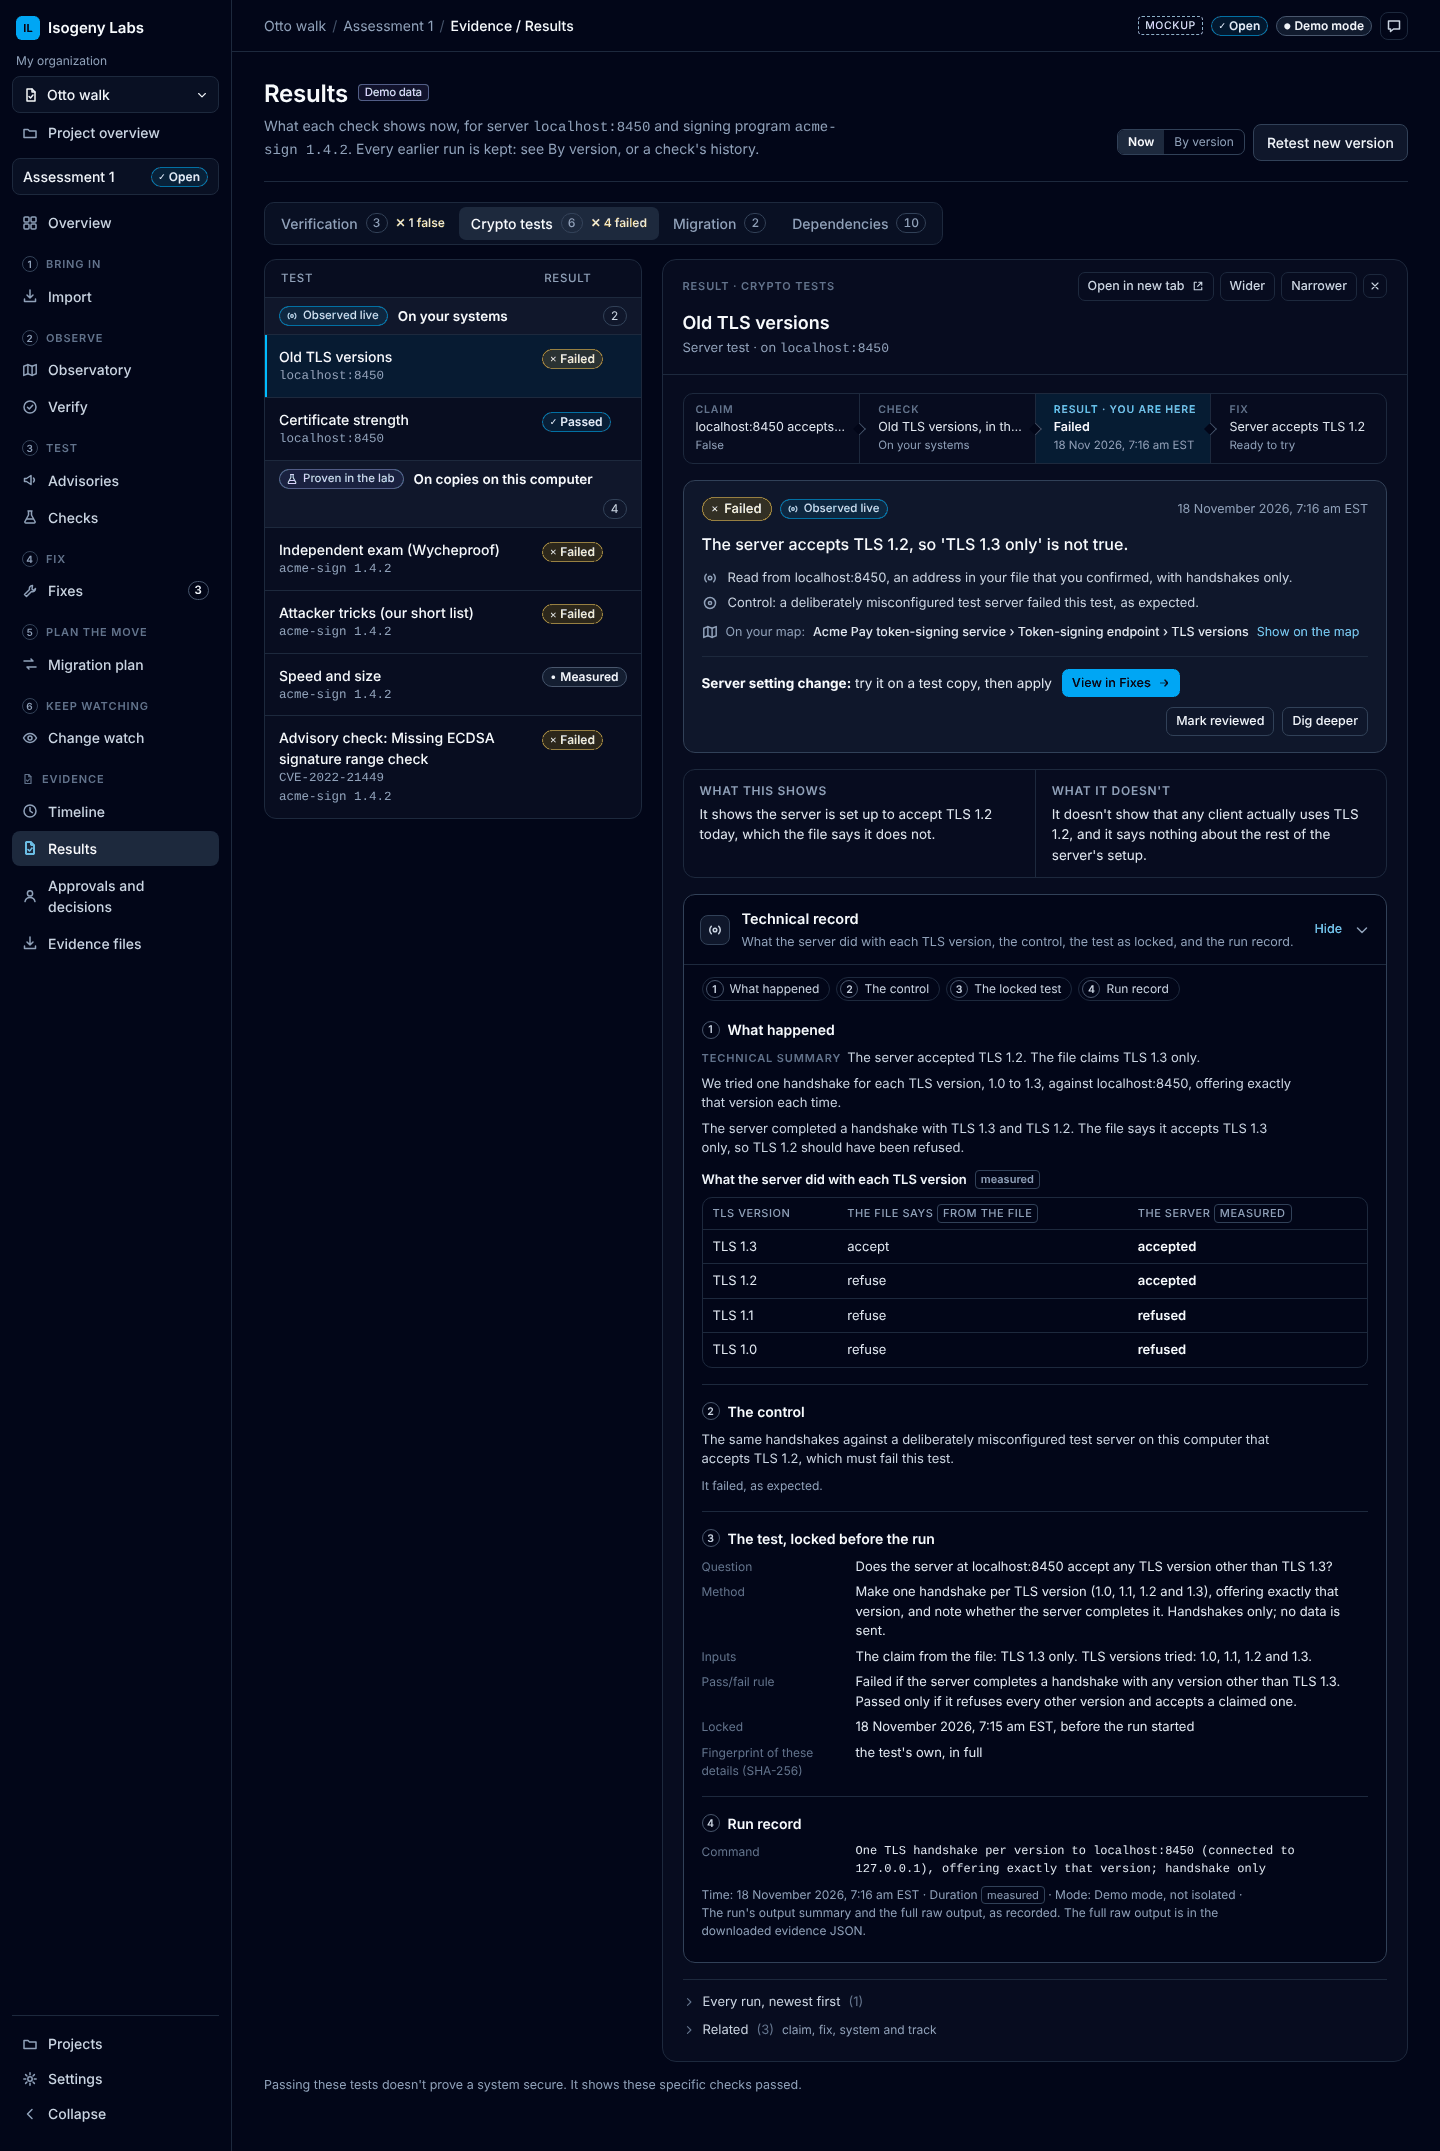 IL Isogeny Labs
My organization
Otto walk
Project overview
Assessment 1 ✓ Open
Overview
1 BRING IN
Import
2 OBSERVE
Observatory
Verify
3 TEST
Advisories
Checks
4 FIX
Fixes 3
5 PLAN THE MOVE
Migration plan
6 KEEP WATCHING
Change watch
EVIDENCE
Timeline
Results
Approvals and
decisions
Evidence files
Projects
Settings
Collapse
Otto walk / Assessment 1 / Evidence / Results
MOCKUP ✓ Open ● Demo mode
Results Demo data
What each check shows now, for server localhost:8450 and signing program acme-
sign 1.4.2. Every earlier run is kept: see By version, or a check's history.
Now By version Retest new version
Verification 3 ✕ 1 false Crypto tests 6 ✕ 4 failed Migration 2 Dependencies 10
TEST RESULT
Observed live On your systems 2
Old TLS versions × Failed
localhost:8450
Certificate strength ✓ Passed
localhost:8450
Proven in the lab On copies on this computer
4
Independent exam (Wycheproof) × Failed
acme-sign 1.4.2
Attacker tricks (our short list) × Failed
acme-sign 1.4.2
Speed and size • Measured
acme-sign 1.4.2
Advisory check: Missing ECDSA × Failed
signature range check
CVE-2022-21449
acme-sign 1.4.2
RESULT · CRYPTO TESTS Open in new tab Wider Narrower ✕
Old TLS versions
Server test · on localhost:8450
CLAIM
localhost:8450 accepts...
False
CHECK
Old TLS versions, in th...
On your systems
RESULT · YOU ARE HERE
Failed
18 Nov 2026, 7:16 am EST
FIX
Server accepts TLS 1.2
Ready to try
× Failed Observed live 18 November 2026, 7:16 am EST
The server accepts TLS 1.2, so 'TLS 1.3 only' is not true.
Read from localhost:8450, an address in your file that you confirmed, with handshakes only.
Control: a deliberately misconfigured test server failed this test, as expected.
On your map: Acme Pay token-signing service › Token-signing endpoint › TLS versions Show on the map
Server setting change: try it on a test copy, then apply View in Fixes →
Mark reviewed Dig deeper
WHAT THIS SHOWS
It shows the server is set up to accept TLS 1.2
today, which the file says it does not.
WHAT IT DOESN'T
It doesn't show that any client actually uses TLS
1.2, and it says nothing about the rest of the
server's setup.
Technical record
What the server did with each TLS version, the control, the test as locked, and the run record.
Hide
1 What happened 2 The control 3 The locked test 4 Run record
1 What happened
TECHNICAL SUMMARY The server accepted TLS 1.2. The file claims TLS 1.3 only.
We tried one handshake for each TLS version, 1.0 to 1.3, against localhost:8450, offering exactly
that version each time.
The server completed a handshake with TLS 1.3 and TLS 1.2. The file says it accepts TLS 1.3
only, so TLS 1.2 should have been refused.
What the server did with each TLS version measured
TLS VERSION THE FILE SAYS FROM THE FILE THE SERVER MEASURED
TLS 1.3 accept accepted
TLS 1.2 refuse accepted
TLS 1.1 refuse refused
TLS 1.0 refuse refused
2 The control
The same handshakes against a deliberately misconfigured test server on this computer that
accepts TLS 1.2, which must fail this test.
It failed, as expected.
3 The test, locked before the run
Question Does the server at localhost:8450 accept any TLS version other than TLS 1.3?
Method Make one handshake per TLS version (1.0, 1.1, 1.2 and 1.3), offering exactly that
version, and note whether the server completes it. Handshakes only; no data is
sent.
Inputs The claim from the file: TLS 1.3 only. TLS versions tried: 1.0, 1.1, 1.2 and 1.3.
Pass/fail rule Failed if the server completes a handshake with any version other than TLS 1.3.
Passed only if it refuses every other version and accepts a claimed one.
Locked 18 November 2026, 7:15 am EST, before the run started
Fingerprint of these the test's own, in full
details (SHA-256)
4 Run record
Command One TLS handshake per version to localhost:8450 (connected to
127.0.0.1), offering exactly that version; handshake only
Time: 18 November 2026, 7:16 am EST · Duration measured · Mode: Demo mode, not isolated ·
The run's output summary and the full raw output, as recorded. The full raw output is in the
downloaded evidence JSON.
Every run, newest first (1)
Related (3) claim, fix, system and track
Passing these tests doesn't prove a system secure. It shows these specific checks passed.